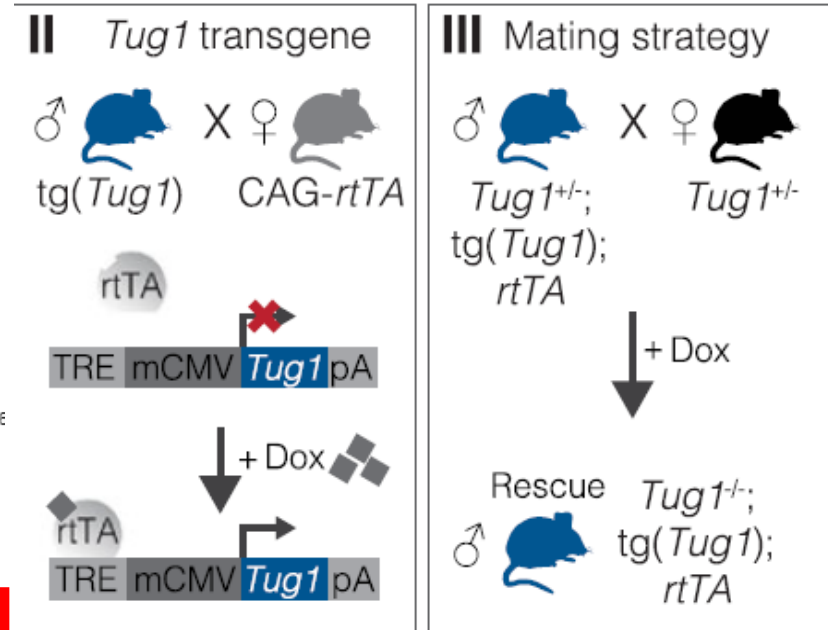 II Tug1 transgene
♂ X ♀
tg(Tug1) CAG-rtTA
rtTA
TRE mCMV Tug1 pA
+ Dox
rtTA
TRE mCMV Tug1 pA
III Mating strategy
♂ X ♀
Tug1+/-; Tug1+/-
tg(Tug1);
rtTA
+ Dox
Rescue Tug1-/-;
♂ tg(Tug1);
rtTA